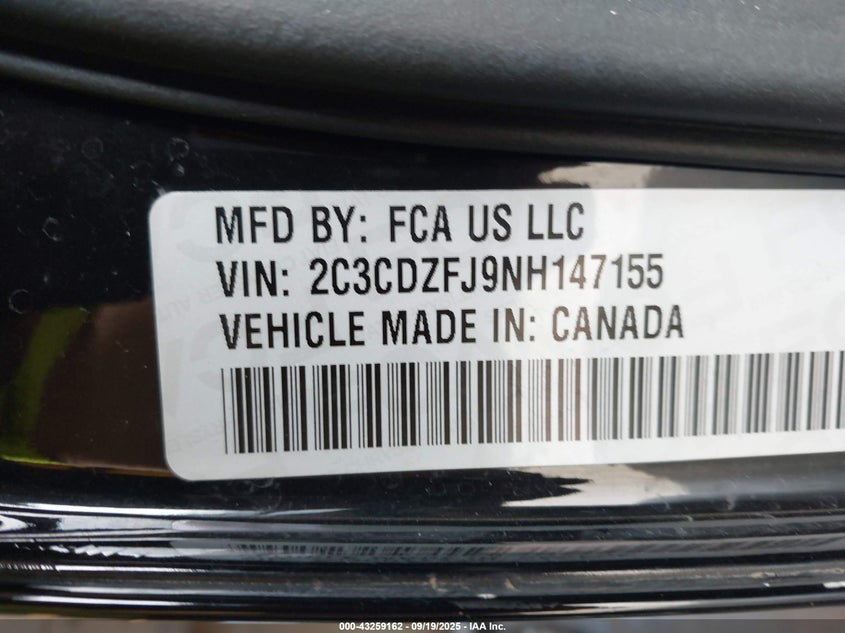 MFD BY: FCA US LLC
VIN: 2C3CDZFJ9NH147155
VEHICLE MADE IN: CANADA
000-43259162 - 09/19/2025 - IAA Inc.